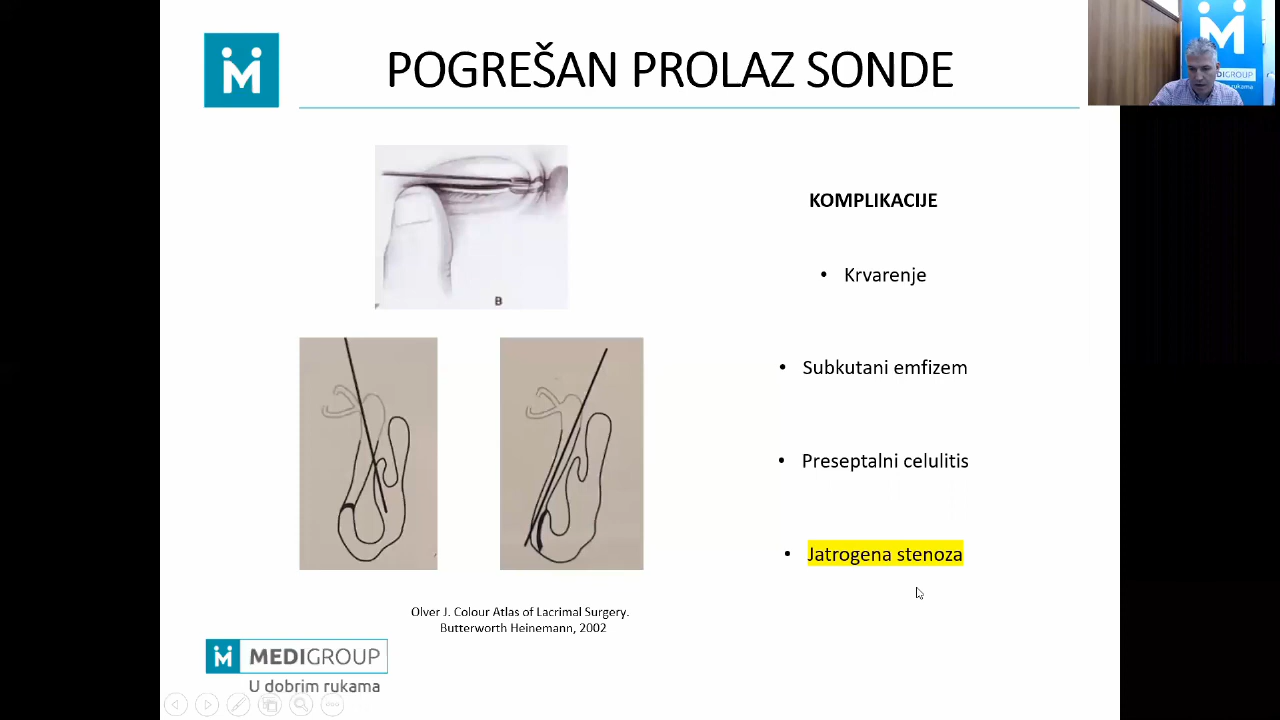 POGREŠAN PROLAZ SONDE
M
DIGROUP
KOMPLIKACIJE
B
• Krvarenje
• Subkutani emfizem
• Preseptalni celulitis
• Jatrogena stenoza
Olver J. Colour Atlas of Lacrimal Surgery.
Butterworth Heinemann, 2002
MEDIGROUP
U dobrim rukama